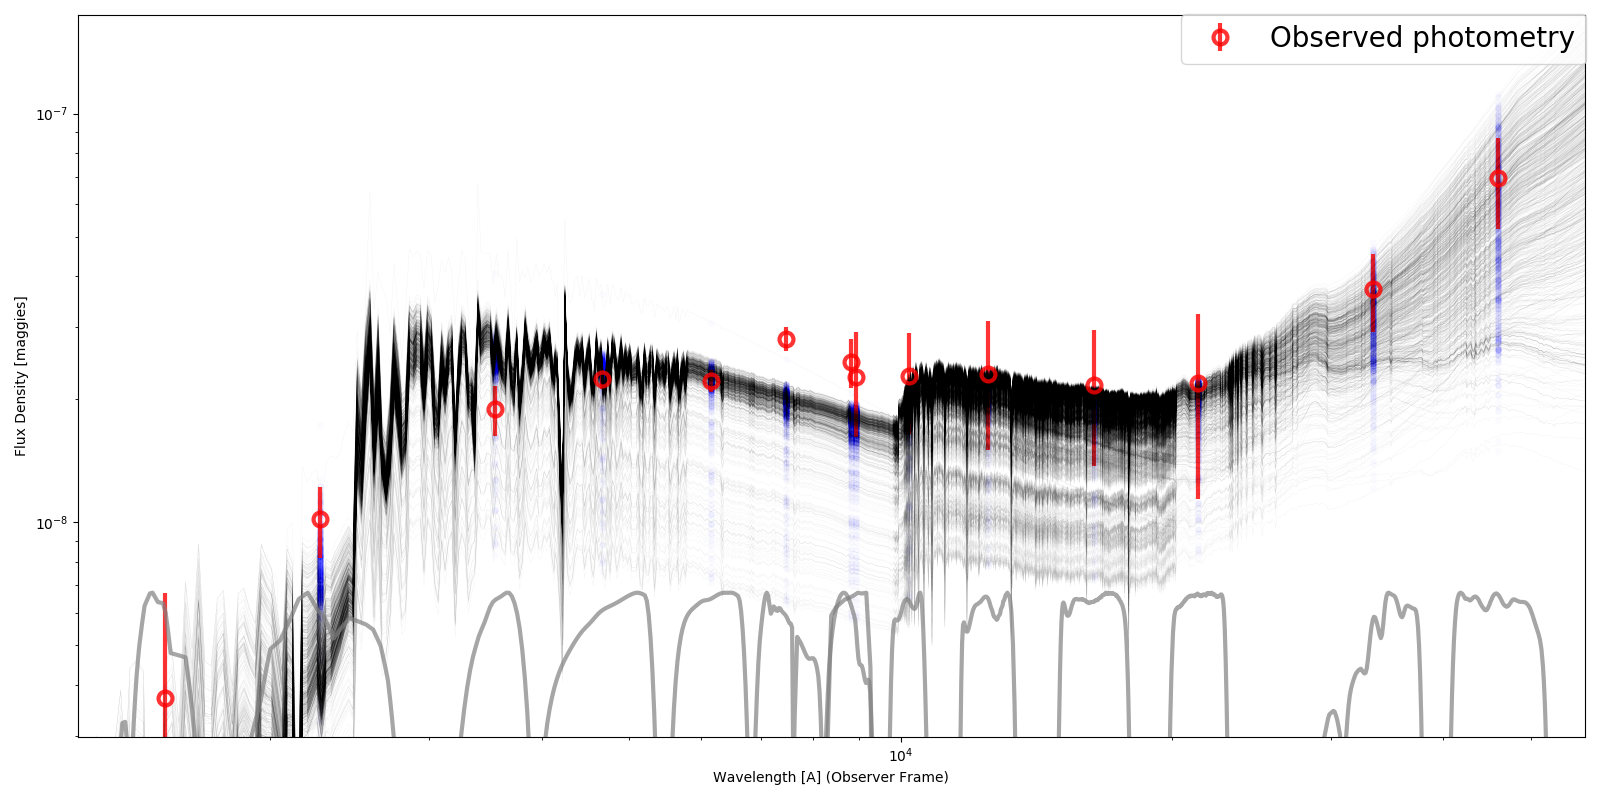 Observed photometry
10⁻⁷
10⁻⁸
Flux Density [maggies]
10⁴
Wavelength [A] (Observer Frame)